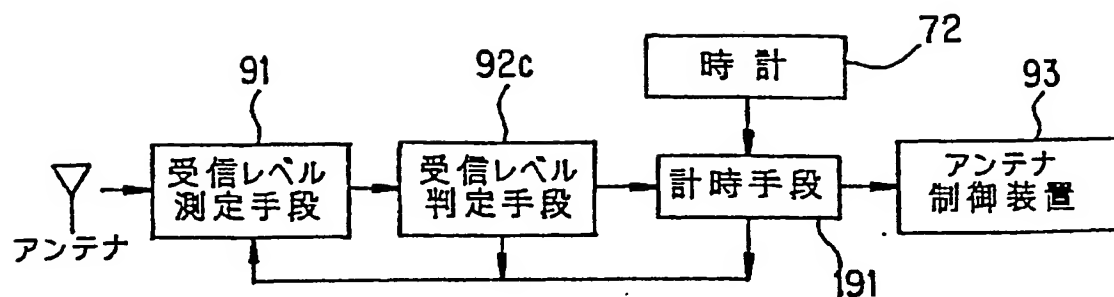 72
時計
91
92c
93
受信レベル
測定手段
受信レベル
判定手段
計時手段
アンテナ
制御装置
アンテナ
191